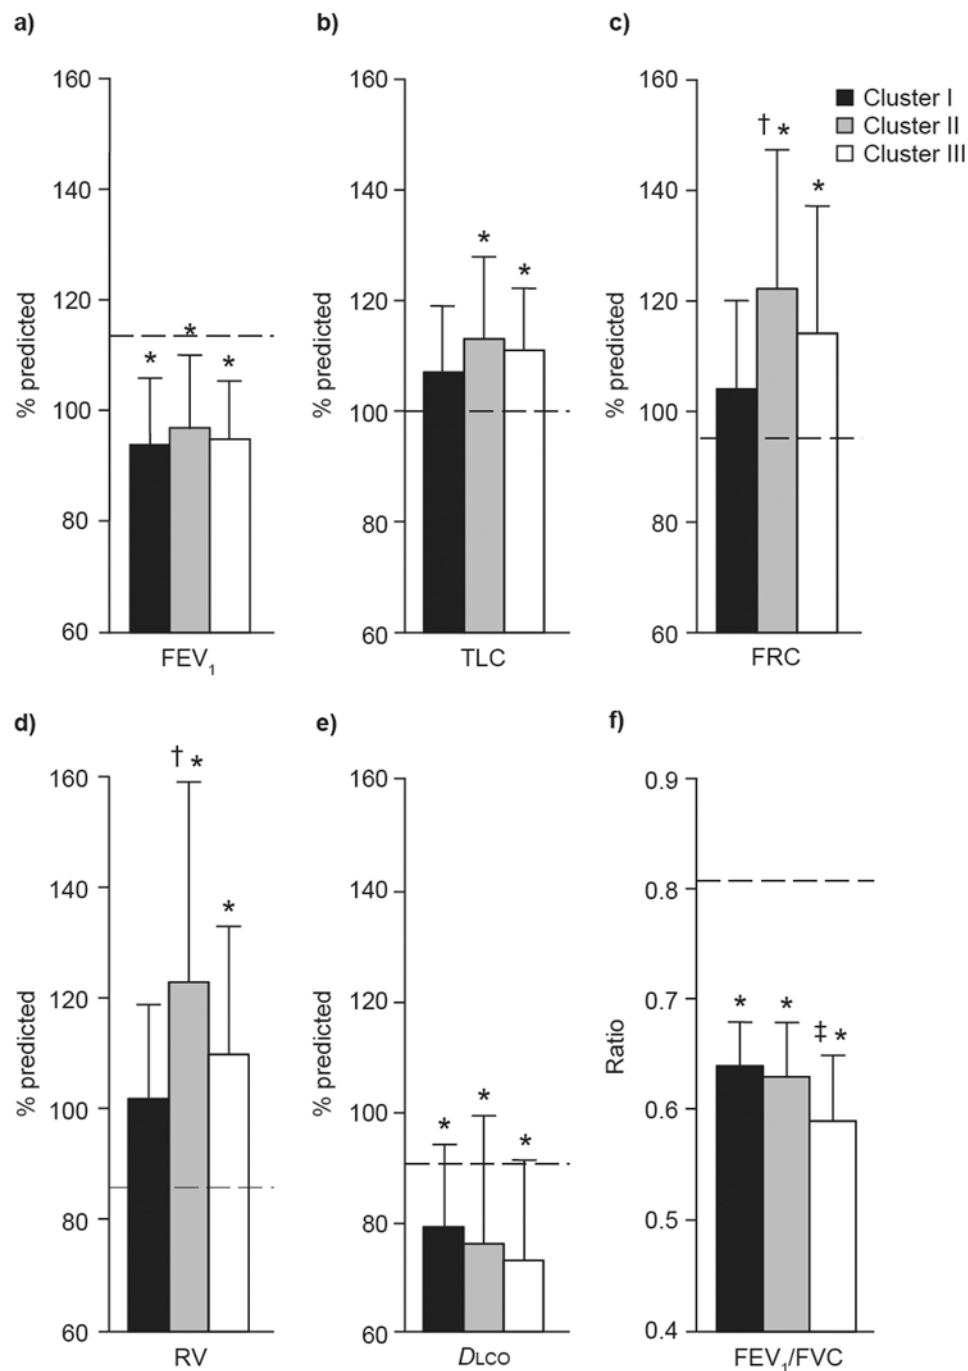 a)
160
140
120
100
80
60
% predicted
*
*
*
FEV1
b)
160
140
120
100
80
60
% predicted
*
*
TLC
c)
160
140
120
100
80
60
% predicted
† *
*
FRC
Cluster I
Cluster II
Cluster III
d)
160
140
120
100
80
60
% predicted
† *
*
RV
e)
160
140
120
100
80
60
% predicted
*
*
*
DLCO
f)
0.9
0.8
0.7
0.6
0.5
0.4
Ratio
*
*
‡ *
FEV1/FVC